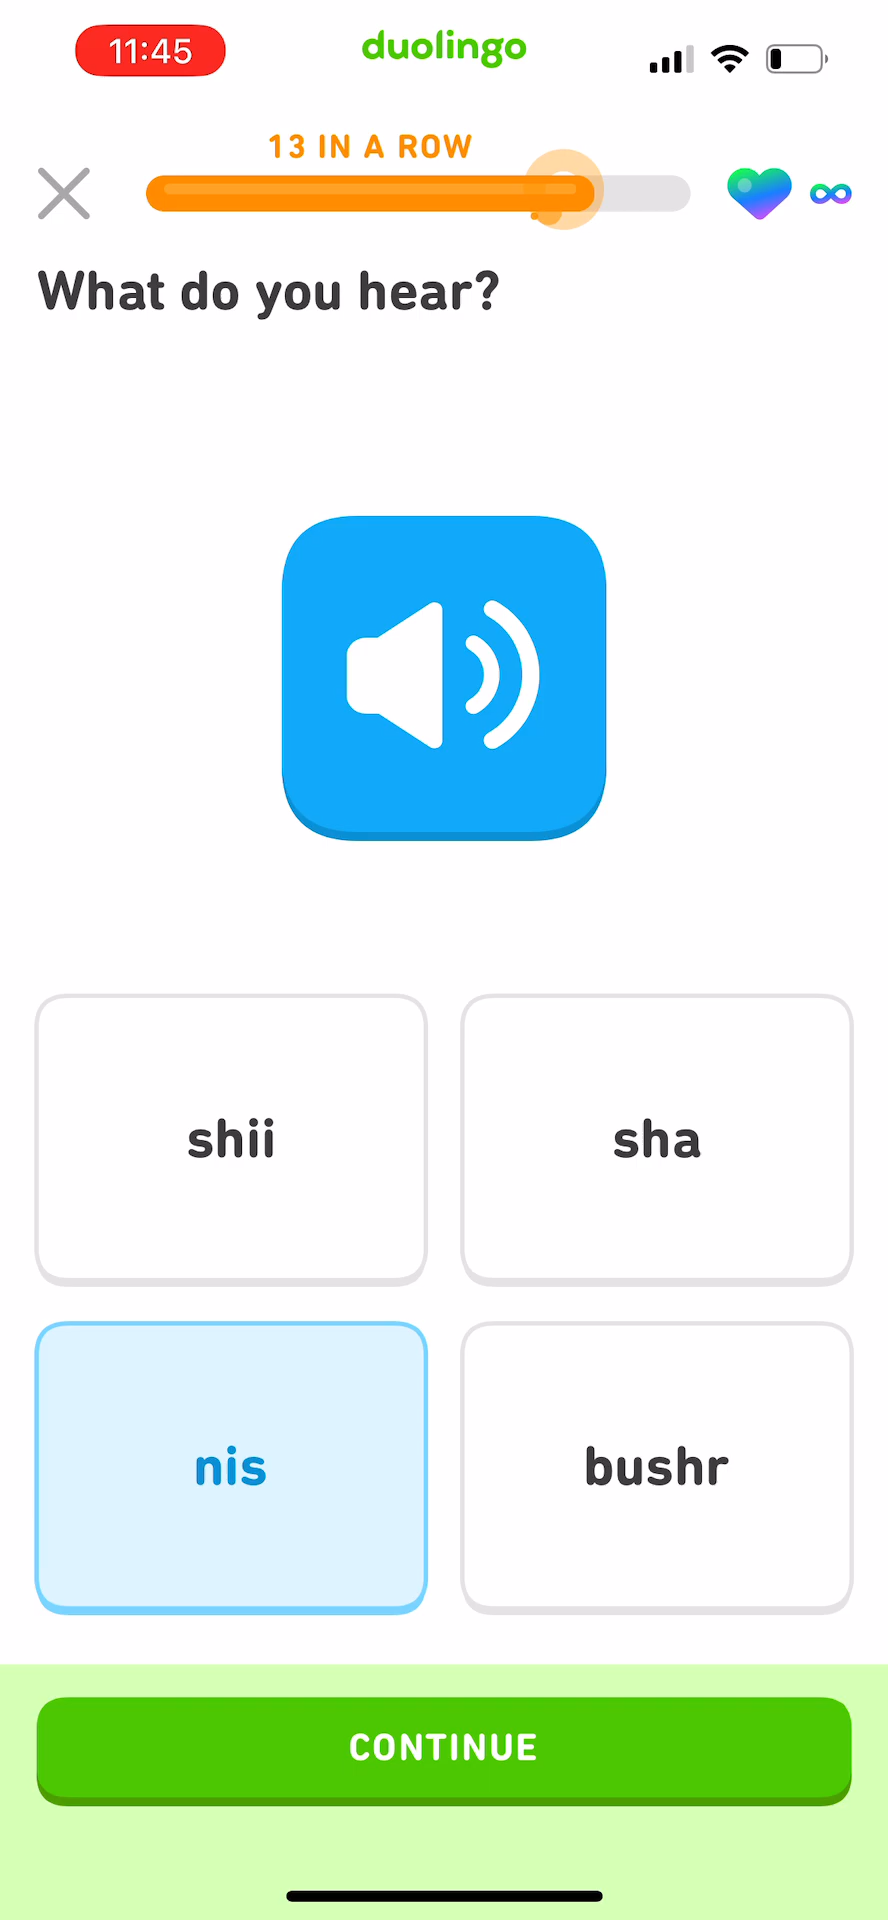 11:45
duolingo
13 IN A ROW
What do you hear?
shii
sha
nis
bushr
CONTINUE